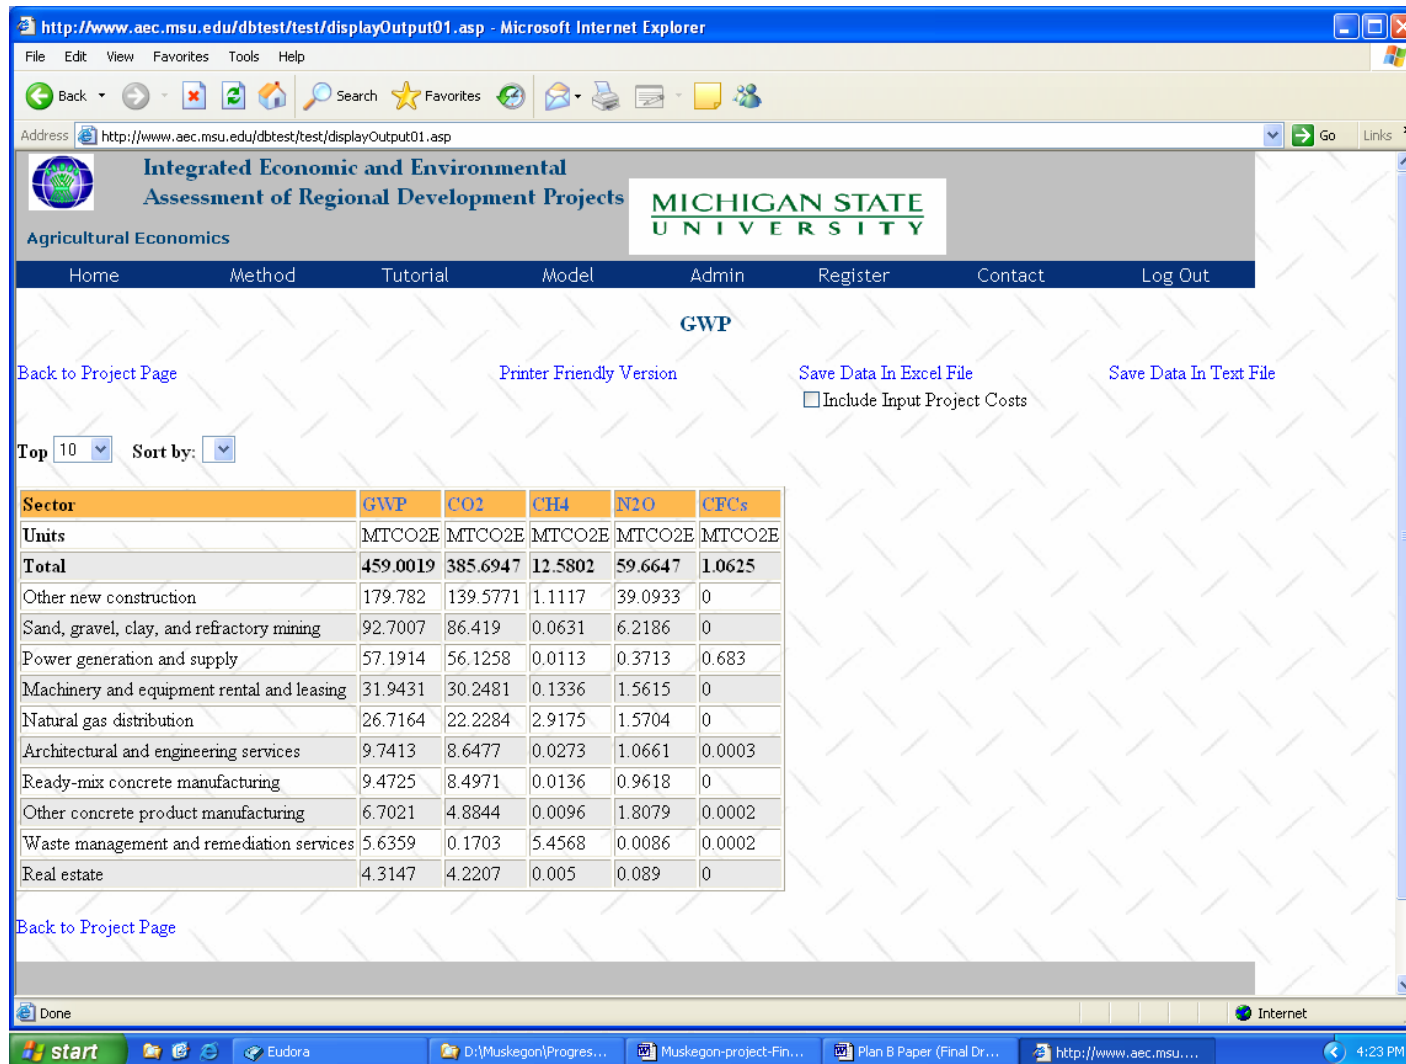 http://www.aec.msu.edu/dbtest/test/displayOutput01.asp - Microsoft Internet Explorer
File Edit View Favorites Tools Help
Back Search Favorites
Address http://www.aec.msu.edu/dbtest/test/displayOutput01.asp Go Links
Integrated Economic and Environmental
Assessment of Regional Development Projects
MICHIGAN STATE
UNIVERSITY
Agricultural Economics
Home Method Tutorial Model Admin Register Contact Log Out
GWP
Back to Project Page Printer Friendly Version Save Data In Excel File Save Data In Text File
Include Input Project Costs
Top 10 Sort by:
Sector GWP CO2 CH4 N2O CFCs
Units MTCO2E MTCO2E MTCO2E MTCO2E MTCO2E
Total 459.0019 385.6947 12.5802 59.6647 1.0625
Other new construction 179.782 139.5771 1.1117 39.0933 0
Sand, gravel, clay, and refractory mining 92.7007 86.419 0.0631 6.2186 0
Power generation and supply 57.1914 56.1258 0.0113 0.3713 0.683
Machinery and equipment rental and leasing 31.9431 30.2481 0.1336 1.5615 0
Natural gas distribution 26.7164 22.2284 2.9175 1.5704 0
Architectural and engineering services 9.7413 8.6477 0.0273 1.0661 0.0003
Ready-mix concrete manufacturing 9.4725 8.4971 0.0136 0.9618 0
Other concrete product manufacturing 6.7021 4.8844 0.0096 1.8079 0.0002
Waste management and remediation services 5.6359 0.1703 5.4568 0.0086 0.0002
Real estate 4.3147 4.2207 0.005 0.089 0
Back to Project Page
Done Internet
start Eudora D:\Muskegon\Progres... Muskegon-project-Fin... Plan B Paper (Final Dr... http://www.aec.msu.... 4:23 PM